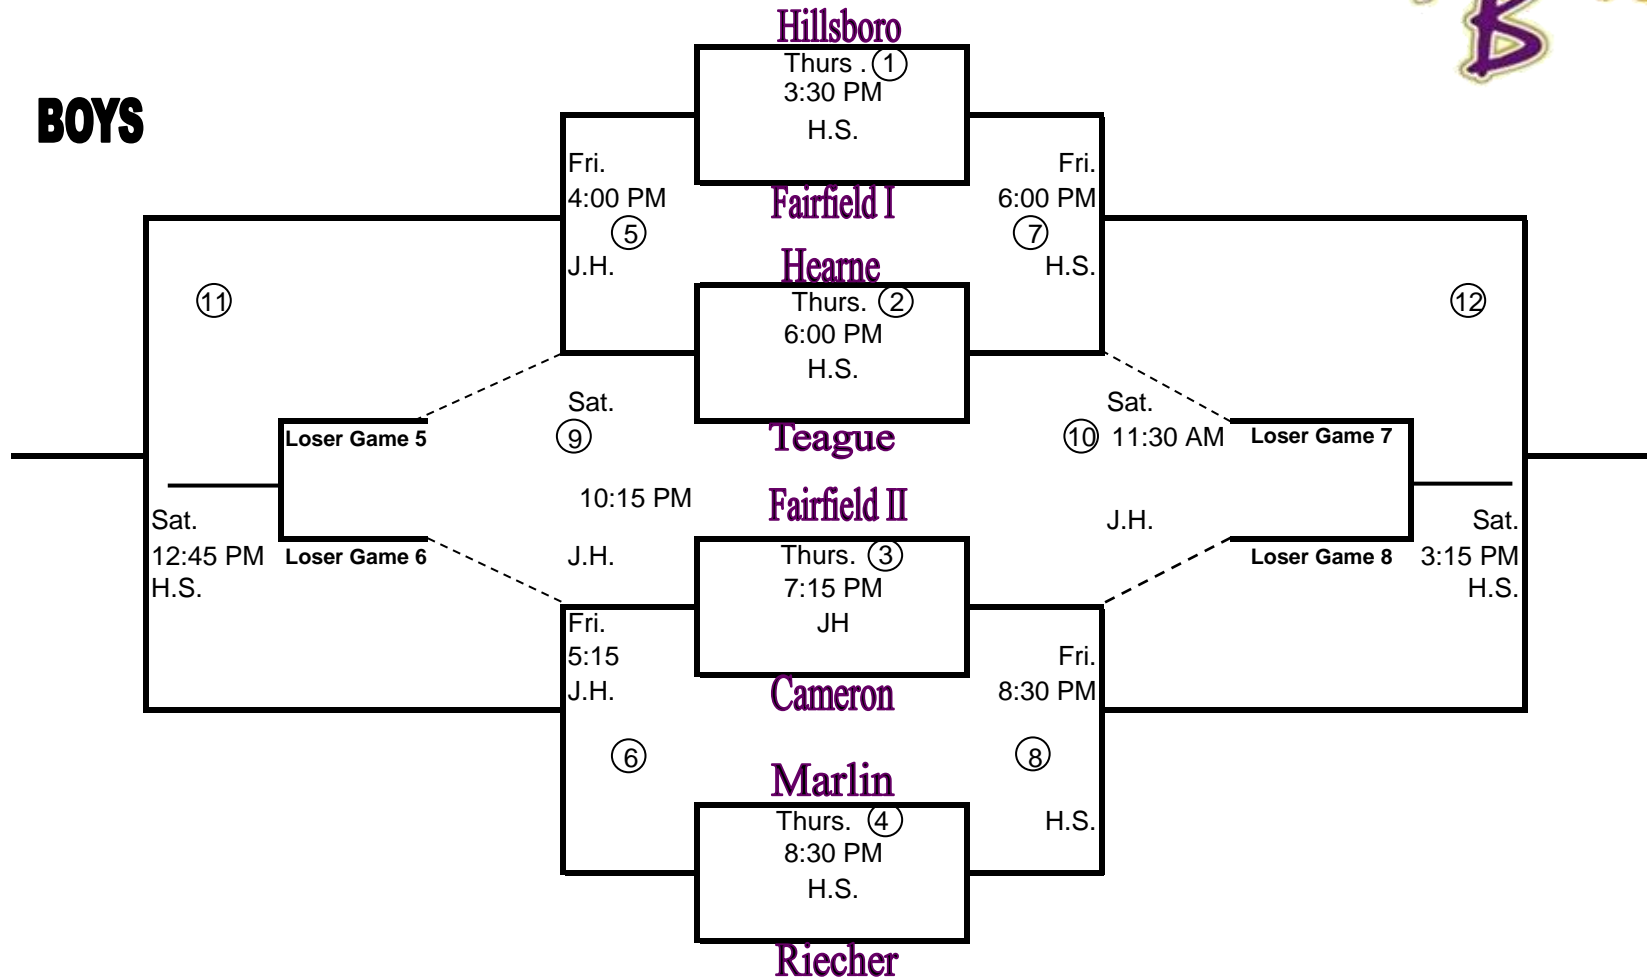 B
BOYS
Hillsboro
Thurs . 1
3:30 PM
H.S.
Fairfield I
Fri.
4:00 PM
5
J.H.
Fri.
6:00 PM
7
H.S.
Hearne
Thurs. 2
6:00 PM
H.S.
Teague
11
12
Sat.
9
10:15 PM
J.H.
Sat.
10 11:30 AM
J.H.
Loser Game 5
Loser Game 6
Loser Game 7
Loser Game 8
Sat.
12:45 PM
H.S.
Sat.
3:15 PM
H.S.
Fairfield II
Thurs. 3
7:15 PM
JH
Cameron
Fri.
5:15
J.H.
6
Fri.
8:30 PM
8
H.S.
Marlin
Thurs. 4
8:30 PM
H.S.
Riecher